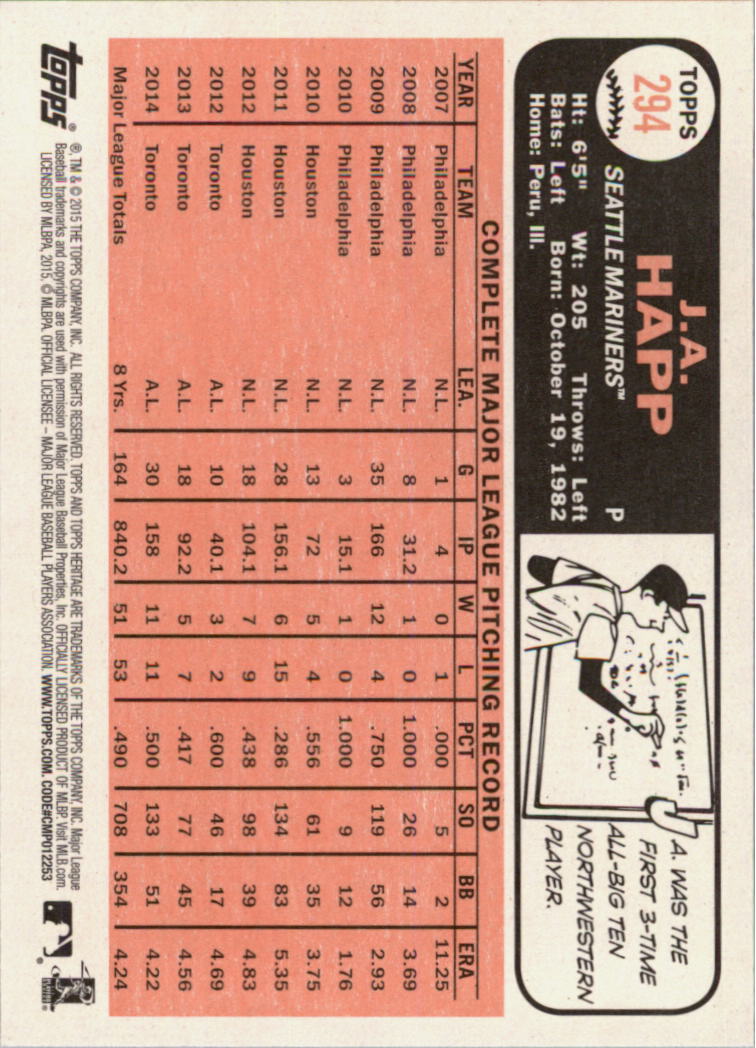 TOPPS
294
J.A.
HAPP
SEATTLE MARINERS™ P
Ht: 6'5" Wt: 205 Throws: Left
Bats: Left Born: October 19, 1982
Home: Peru, Ill.
A. WAS THE
FIRST 3-TIME
ALL-BIG TEN
NORTHWESTERN
PLAYER.
COMPLETE MAJOR LEAGUE PITCHING RECORD
YEAR TEAM LEA. G IP W L PCT SO BB ERA
2007 Philadelphia N.L. 1 4 0 1 .000 5 2 11.25
2008 Philadelphia N.L. 8 31.2 1 0 1.000 26 14 3.69
2009 Philadelphia N.L. 35 166 12 4 .750 119 56 2.93
2010 Philadelphia N.L. 3 15.1 1 0 1.000 9 12 1.76
2010 Houston N.L. 13 72 5 4 .556 61 35 3.75
2011 Houston N.L. 28 156.1 6 15 .286 134 83 5.35
2012 Houston N.L. 18 104.1 7 9 .438 98 39 4.83
2012 Toronto A.L. 10 40.1 3 2 .600 46 17 4.69
2013 Toronto A.L. 18 92.2 5 7 .417 77 45 4.56
2014 Toronto A.L. 30 158 11 11 .500 133 51 4.22
Major League Totals 8 Yrs. 164 840.2 51 53 .490 708 354 4.24
topps®
®, TM & © 2015 THE TOPPS COMPANY, INC. ALL RIGHTS RESERVED. TOPPS AND TOPPS HERITAGE ARE TRADEMARKS OF THE TOPPS COMPANY, INC. Major League
Baseball trademarks and copyrights are used with permission of Major League Baseball Properties, Inc. OFFICIALLY LICENSED PRODUCT OF MLBP. Visit MLB.com.
LICENSED BY MLBPA, 2015. © MLBPA. OFFICIAL LICENSEE – MAJOR LEAGUE BASEBALL PLAYERS ASSOCIATION. WWW.TOPPS.COM. CODE#CMP012253